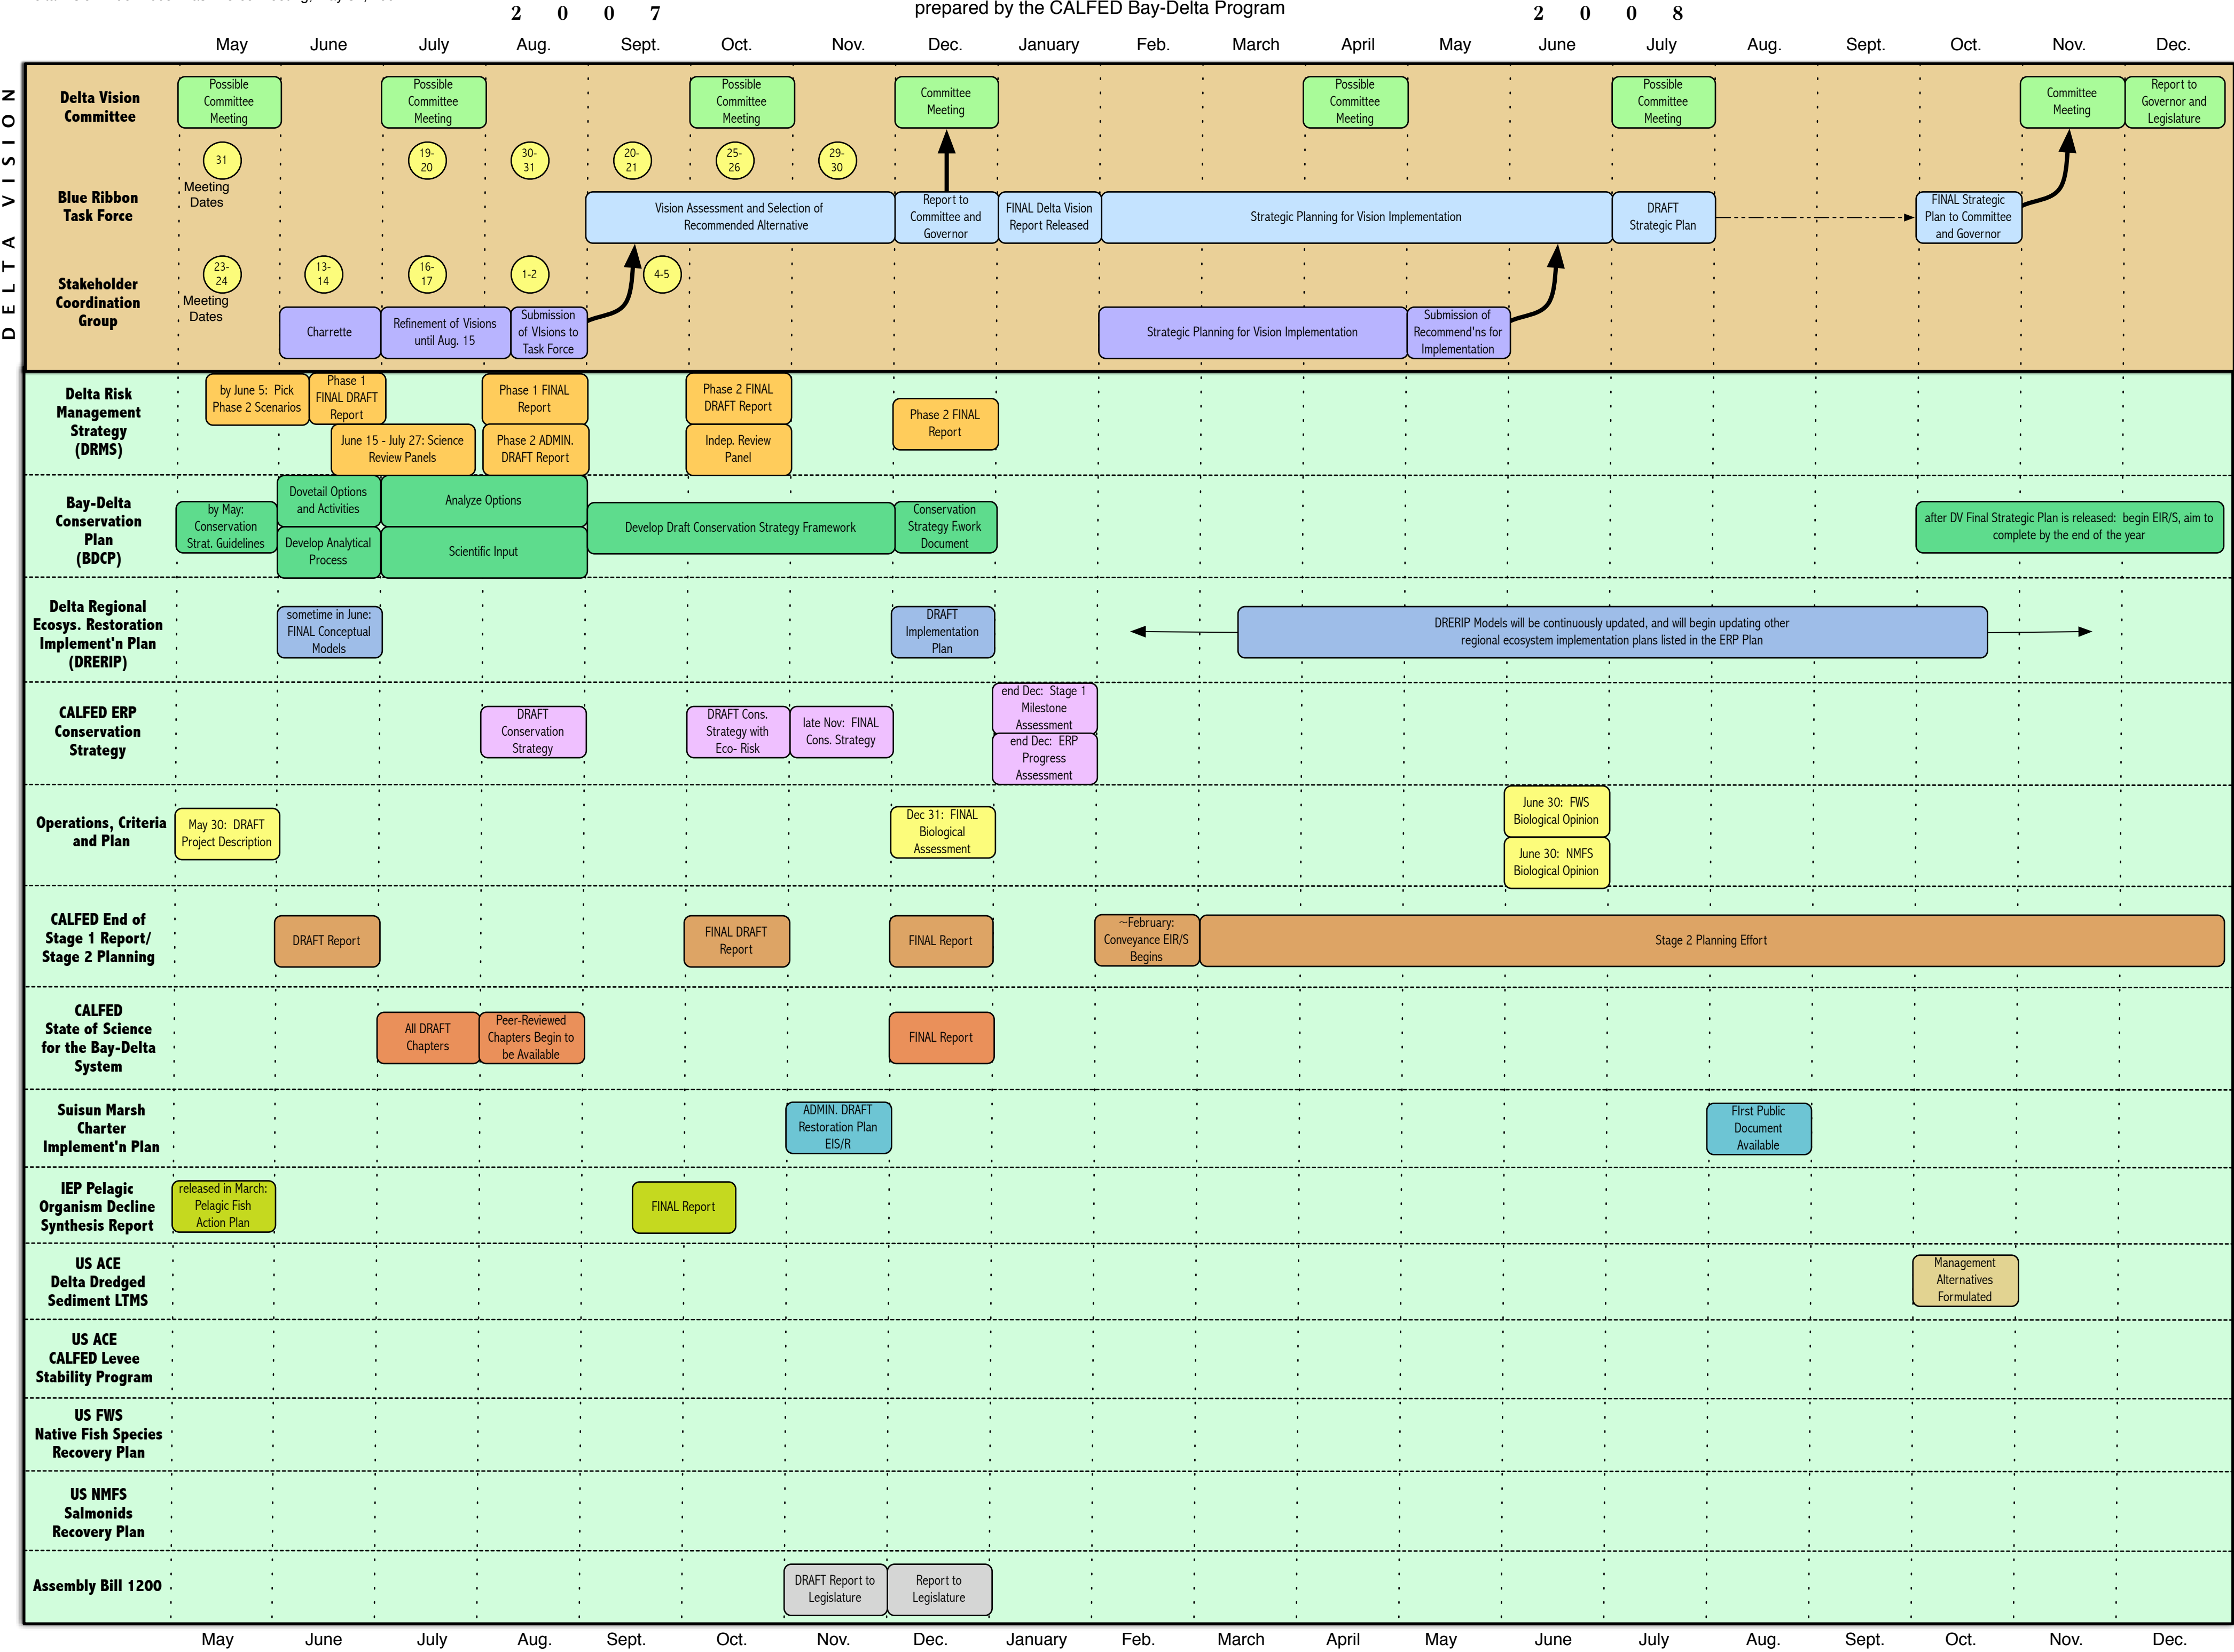 2 0 0 7
prepared by the CALFED Bay-Delta Program
2 0 0 8
May June July Aug. Sept. Oct. Nov. Dec. January Feb. March April May June July Aug. Sept. Oct. Nov. Dec.
DELTA VISION
Delta Vision
Committee
Possible
Committee
Meeting
Possible
Committee
Meeting
Possible
Committee
Meeting
Committee
Meeting
Possible
Committee
Meeting
Possible
Committee
Meeting
Committee
Meeting
Report to
Governor and
Legislature
Blue Ribbon
Task Force
31
Meeting
Dates
19-
20
30-
31
20-
21
25-
26
29-
30
Vision Assessment and Selection of
Recommended Alternative
Report to
Committee and
Governor
FINAL Delta Vision
Report Released
Strategic Planning for Vision Implementation
DRAFT
Strategic Plan
FINAL Strategic
Plan to Committee
and Governor
Stakeholder
Coordination
Group
23-
24
Meeting
Dates
13-
14
16-
17
1-2
4-5
Charrette
Refinement of Visions
until Aug. 15
Submission
of VIsions to
Task Force
Strategic Planning for Vision Implementation
Submission of
Recommend'ns for
Implementation
Delta Risk
Management
Strategy
(DRMS)
by June 5: Pick
Phase 2 Scenarios
Phase 1
FINAL DRAFT
Report
June 15 - July 27: Science
Review Panels
Phase 1 FINAL
Report
Phase 2 ADMIN.
DRAFT Report
Phase 2 FINAL
DRAFT Report
Indep. Review
Panel
Phase 2 FINAL
Report
Bay-Delta
Conservation
Plan
(BDCP)
by May:
Conservation
Strat. Guidelines
Dovetail Options
and Activities
Develop Analytical
Process
Analyze Options
Scientific Input
Develop Draft Conservation Strategy Framework
Conservation
Strategy F.work
Document
after DV Final Strategic Plan is released: begin EIR/S, aim to
complete by the end of the year
Delta Regional
Ecosys. Restoration
Implement'n Plan
(DRERIP)
sometime in June:
FINAL Conceptual
Models
DRAFT
Implementation
Plan
DRERIP Models will be continuously updated, and will begin updating other
regional ecosystem implementation plans listed in the ERP Plan
CALFED ERP
Conservation
Strategy
DRAFT
Conservation
Strategy
DRAFT Cons.
Strategy with
Eco- Risk
late Nov: FINAL
Cons. Strategy
end Dec: Stage 1
Milestone
Assessment
end Dec: ERP
Progress
Assessment
Operations, Criteria
and Plan
May 30: DRAFT
Project Description
Dec 31: FINAL
Biological
Assessment
June 30: FWS
Biological Opinion
June 30: NMFS
Biological Opinion
CALFED End of
Stage 1 Report/
Stage 2 Planning
DRAFT Report
FINAL DRAFT
Report
FINAL Report
~February:
Conveyance EIR/S
Begins
Stage 2 Planning Effort
CALFED
State of Science
for the Bay-Delta
System
All DRAFT
Chapters
Peer-Reviewed
Chapters Begin to
be Available
FINAL Report
Suisun Marsh
Charter
Implement'n Plan
ADMIN. DRAFT
Restoration Plan
EIS/R
FIrst Public
Document
Available
IEP Pelagic
Organism Decline
Synthesis Report
released in March:
Pelagic Fish
Action Plan
FINAL Report
US ACE
Delta Dredged
Sediment LTMS
Management
Alternatives
Formulated
US ACE
CALFED Levee
Stability Program
US FWS
Native Fish Species
Recovery Plan
US NMFS
Salmonids
Recovery Plan
Assembly Bill 1200
DRAFT Report to
Legislature
Report to
Legislature
May June July Aug. Sept. Oct. Nov. Dec. January Feb. March April May June July Aug. Sept. Oct. Nov. Dec.